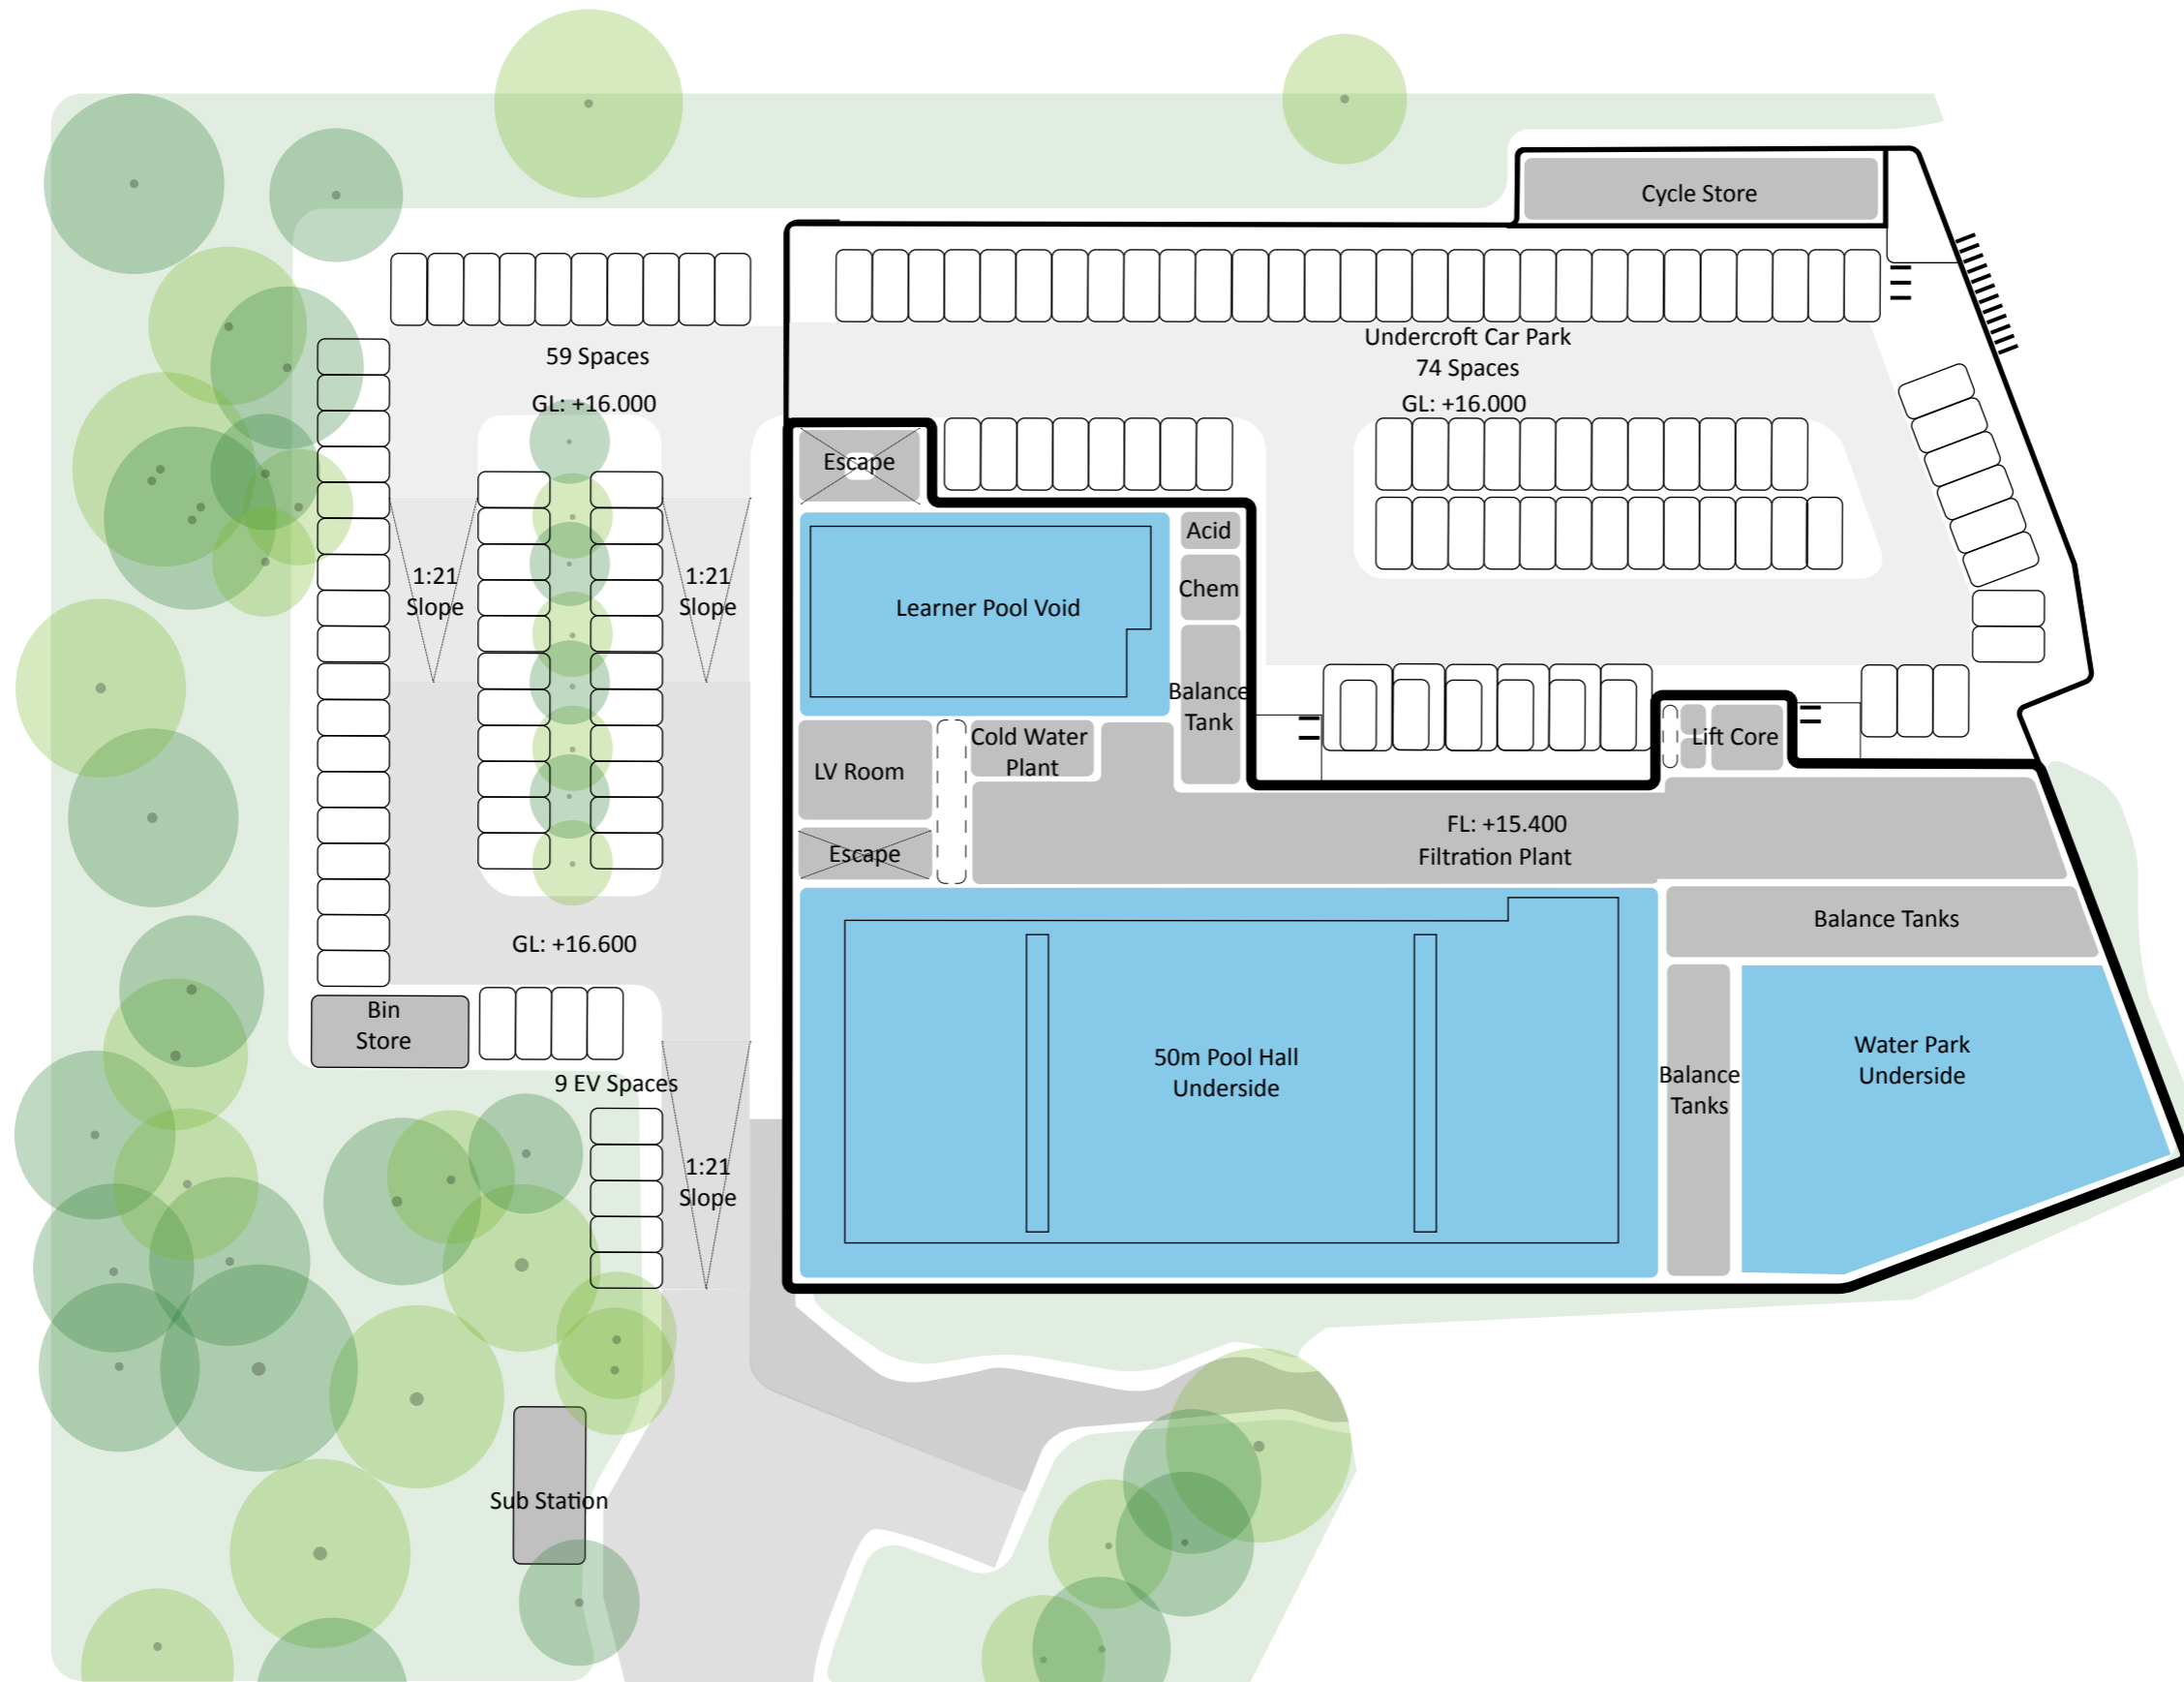 Cycle Store
Undercroft Car Park
74 Spaces
GL: +16.000
59 Spaces
GL: +16.000
Escape
Acid
Chem
1:21
Slope
1:21
Slope
Learner Pool Void
Balance
Tank
Cold Water
Plant
Lift Core
LV Room
FL: +15.400
Filtration Plant
Escape
Balance Tanks
GL: +16.600
Bin
Store
9 EV Spaces
50m Pool Hall
Underside
Balance
Tanks
Water Park
Underside
1:21
Slope
Sub Station